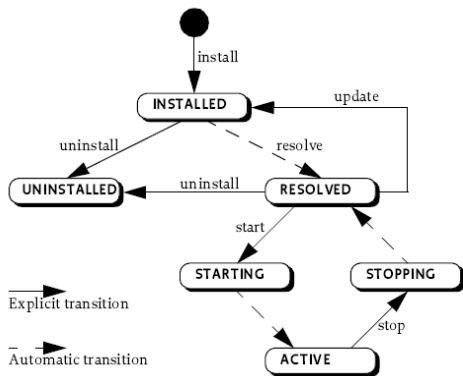 install
INSTALLED
update
uninstall
resolve
UNINSTALLED
uninstall
RESOLVED
start
STARTING
STOPPING
Explicit transition
stop
Automatic transition
ACTIVE